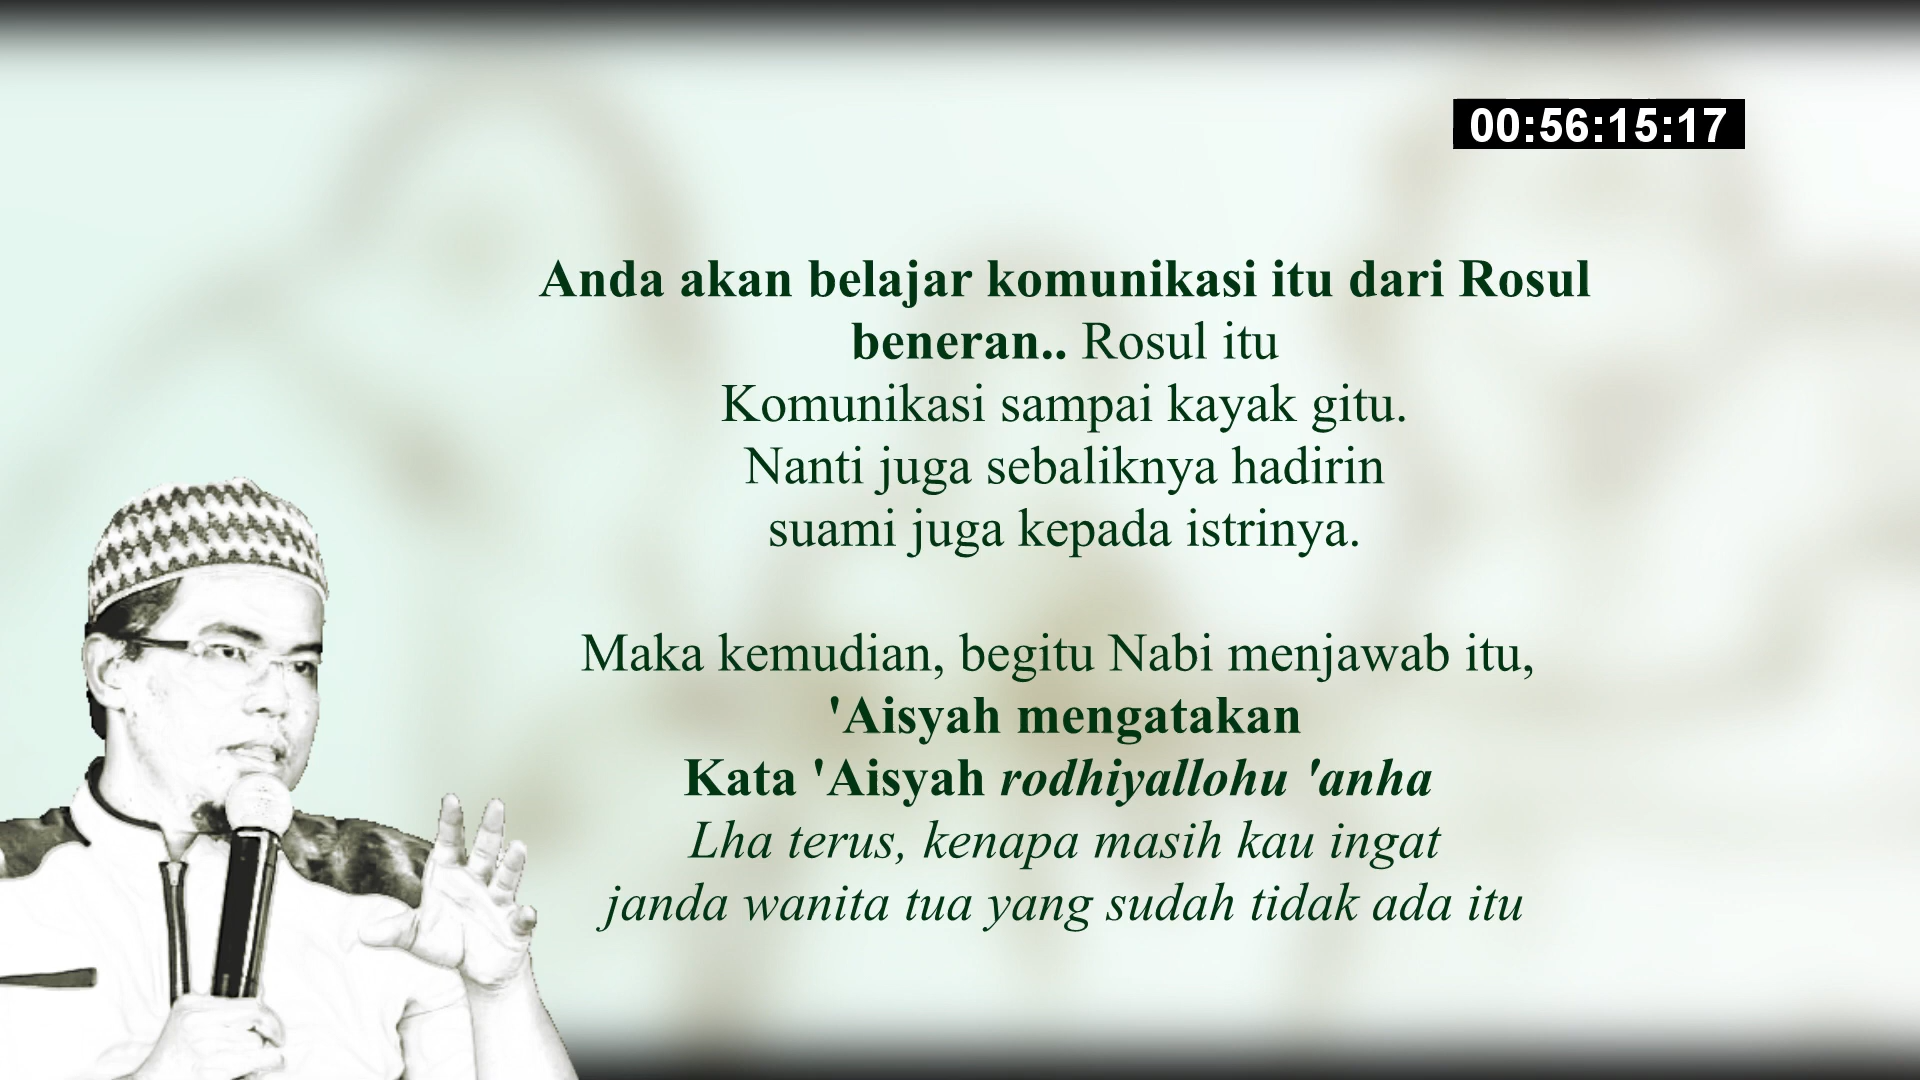 00:56:15:17
Anda akan belajar komunikasi itu dari Rosul
beneran.. Rosul itu
Komunikasi sampai kayak gitu.
Nanti juga sebaliknya hadirin
suami juga kepada istrinya.
Maka kemudian, begitu Nabi menjawab itu,
'Aisyah mengatakan
Kata 'Aisyah rodhiyallohu 'anha
Lha terus, kenapa masih kau ingat
janda wanita tua yang sudah tidak ada itu